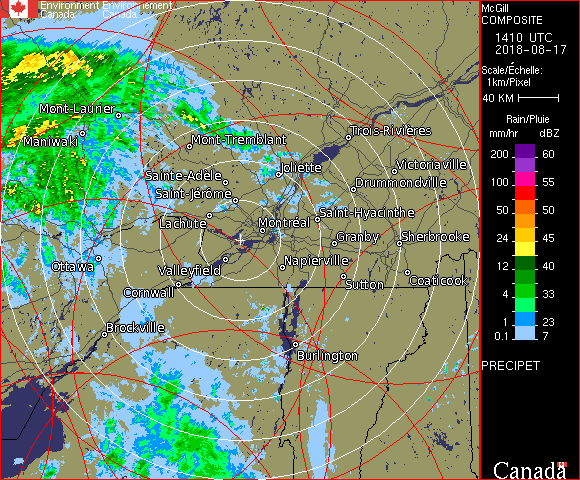 Environment Environnement
Canada Canada
McGill
COMPOSITE
1410 UTC
2018-08-17
Scale/Échelle:
1km/Pixel
40 KM
Rain/Pluie
mm/hr dBZ
200 60
100 55
50 50
24 45
12 40
4 33
1 23
0.1 7
PRECIPET
Canada
Mont-Laurier
Maniwaki
Mont-Tremblant
Trois-Rivières
Sainte-Adèle
Joliette
Victoriaville
Saint-Jérôme
Drummondville
Lachute
Montréal
Saint-Hyacinthe
Granby
Sherbrooke
Ottawa
Valleyfield
Napierville
Cornwall
Sutton
Coaticook
Brockville
Burlington